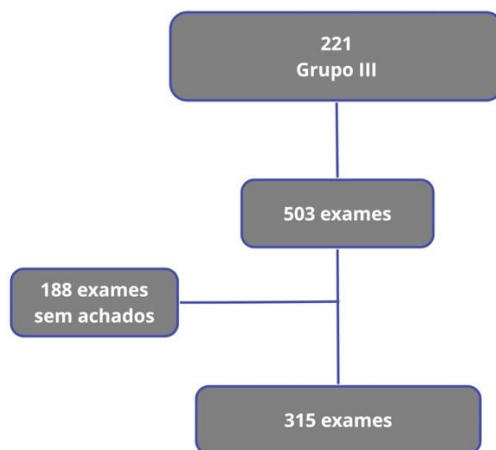 221
Grupo III
503 exames
188 exames
sem achados
315 exames